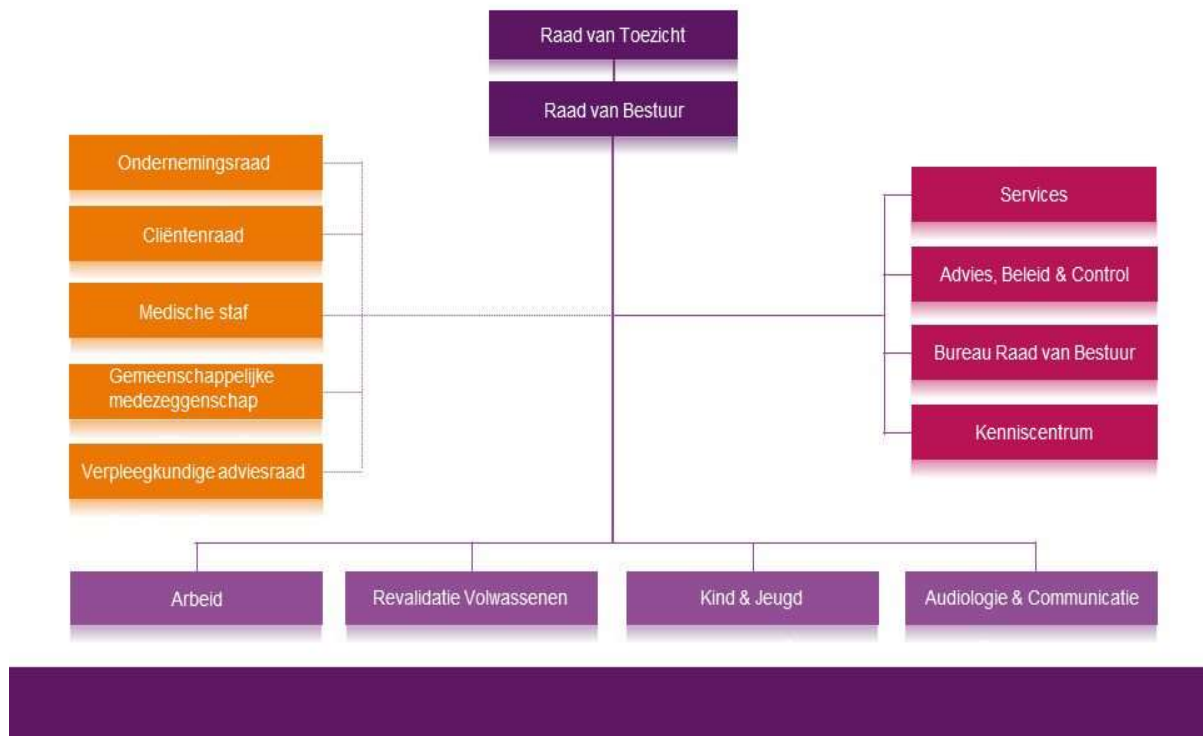 Raad van Toezicht
Raad van Bestuur
Ondernemingsraad
Cliëntenraad
Medische staf
Gemeenschappelijke
medezeggenschap
Verpleegkundige adviesraad
Services
Advies, Beleid & Control
Bureau Raad van Bestuur
Kenniscentrum
Arbeid
Revalidatie Volwassenen
Kind & Jeugd
Audiologie & Communicatie